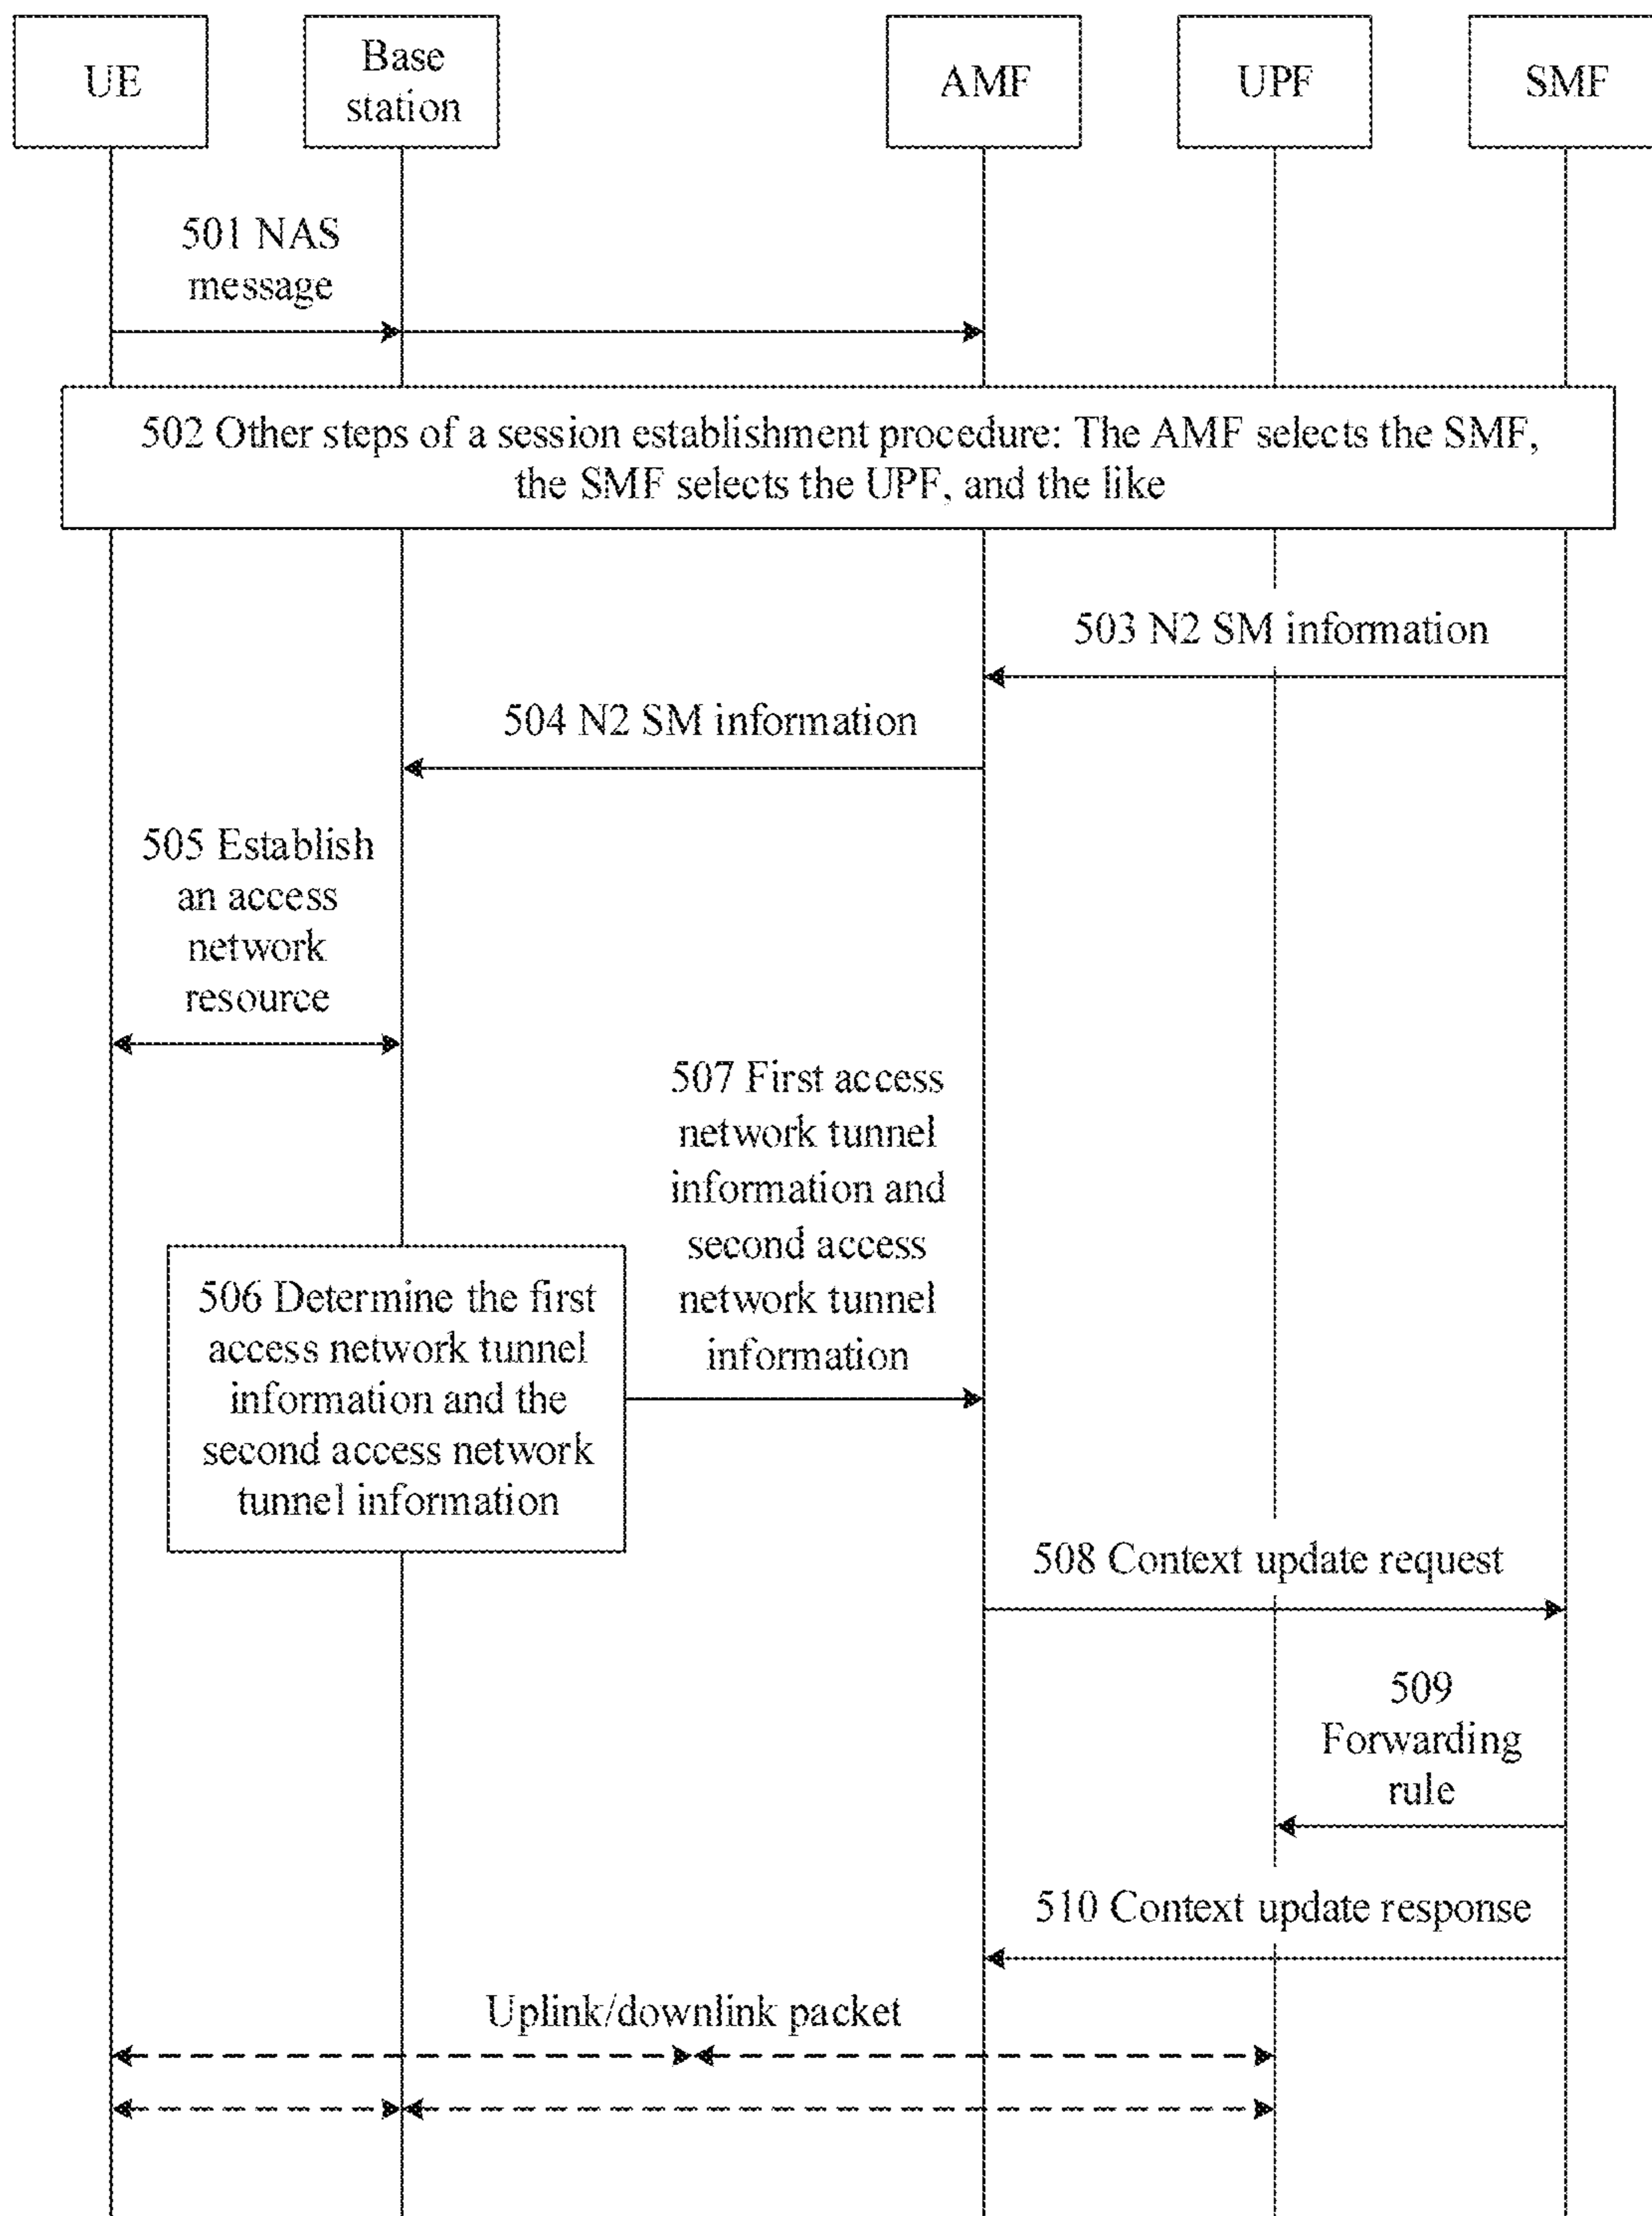 UE
Base
station
AMF
UPF
SMF
501 NAS
message
502 Other steps of a session establishment procedure: The AMF selects the SMF,
the SMF selects the UPF, and the like
503 N2 SM information
504 N2 SM information
505 Establish
an access
network
resource
507 First access
network tunnel
information and
second access
network tunnel
information
506 Determine the first
access network tunnel
information and the
second access network
tunnel information
508 Context update request
509
Forwarding
rule
510 Context update response
Uplink/downlink packet